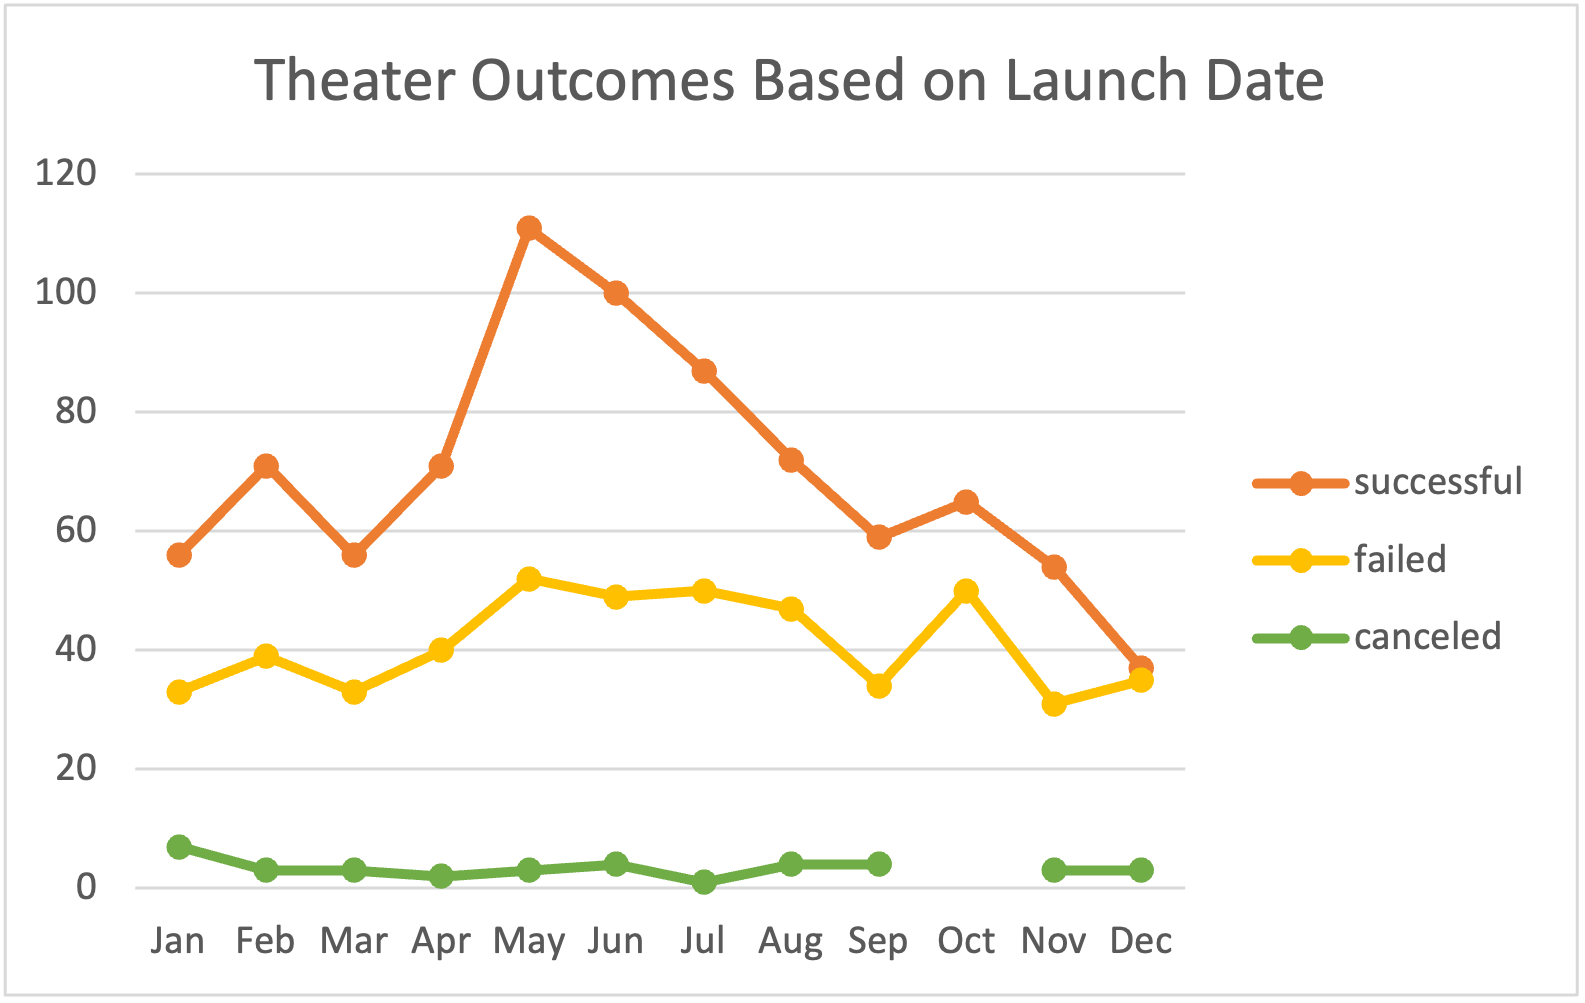 Theater Outcomes Based on Launch Date
120
100
80
60
40
20
0
Jan Feb Mar Apr May Jun Jul Aug Sep Oct Nov Dec
successful
failed
canceled